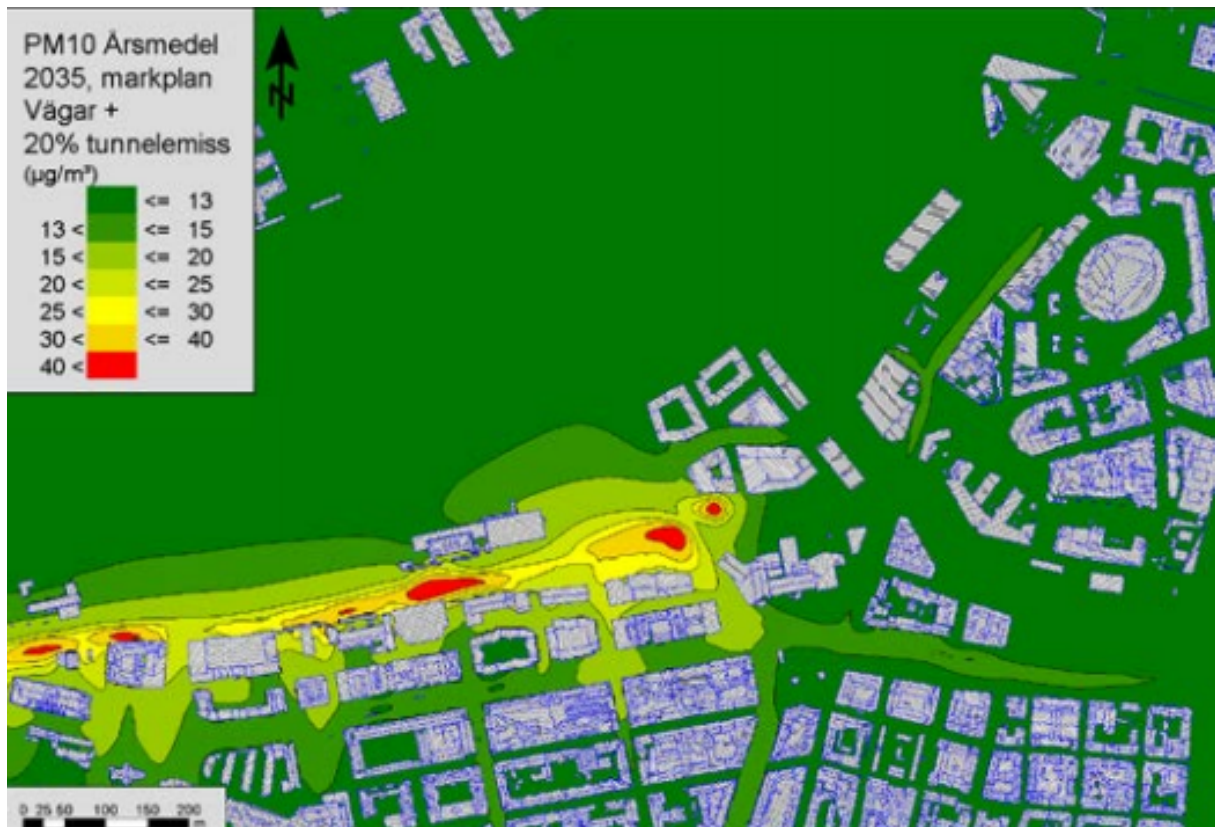 PM10 Årsmedel
2035, markplan
Vägar +
20% tunnelemiss
(µg/m³)
<= 13
13 < <= 15
15 < <= 20
20 < <= 25
25 < <= 30
30 < <= 40
40 <
N
0 25 50 100 150 200
m